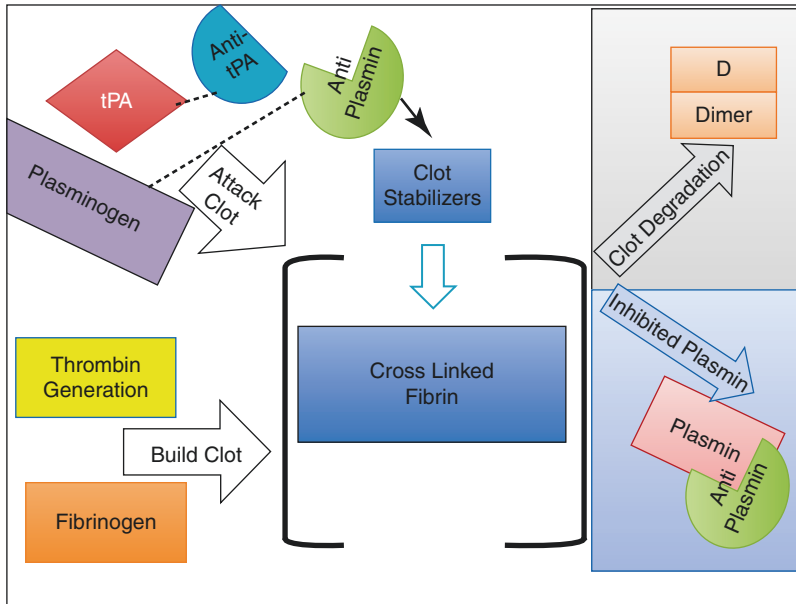 Anti-
tPA
tPA
Anti
Plasmin
D
Dimer
Plasminogen
Attack
Clot
Clot
Stabilizers
Clot Degradation
Inhibited Plasmin
Thrombin
Generation
Cross Linked
Fibrin
Build Clot
Plasmin
Anti
Plasmin
Fibrinogen